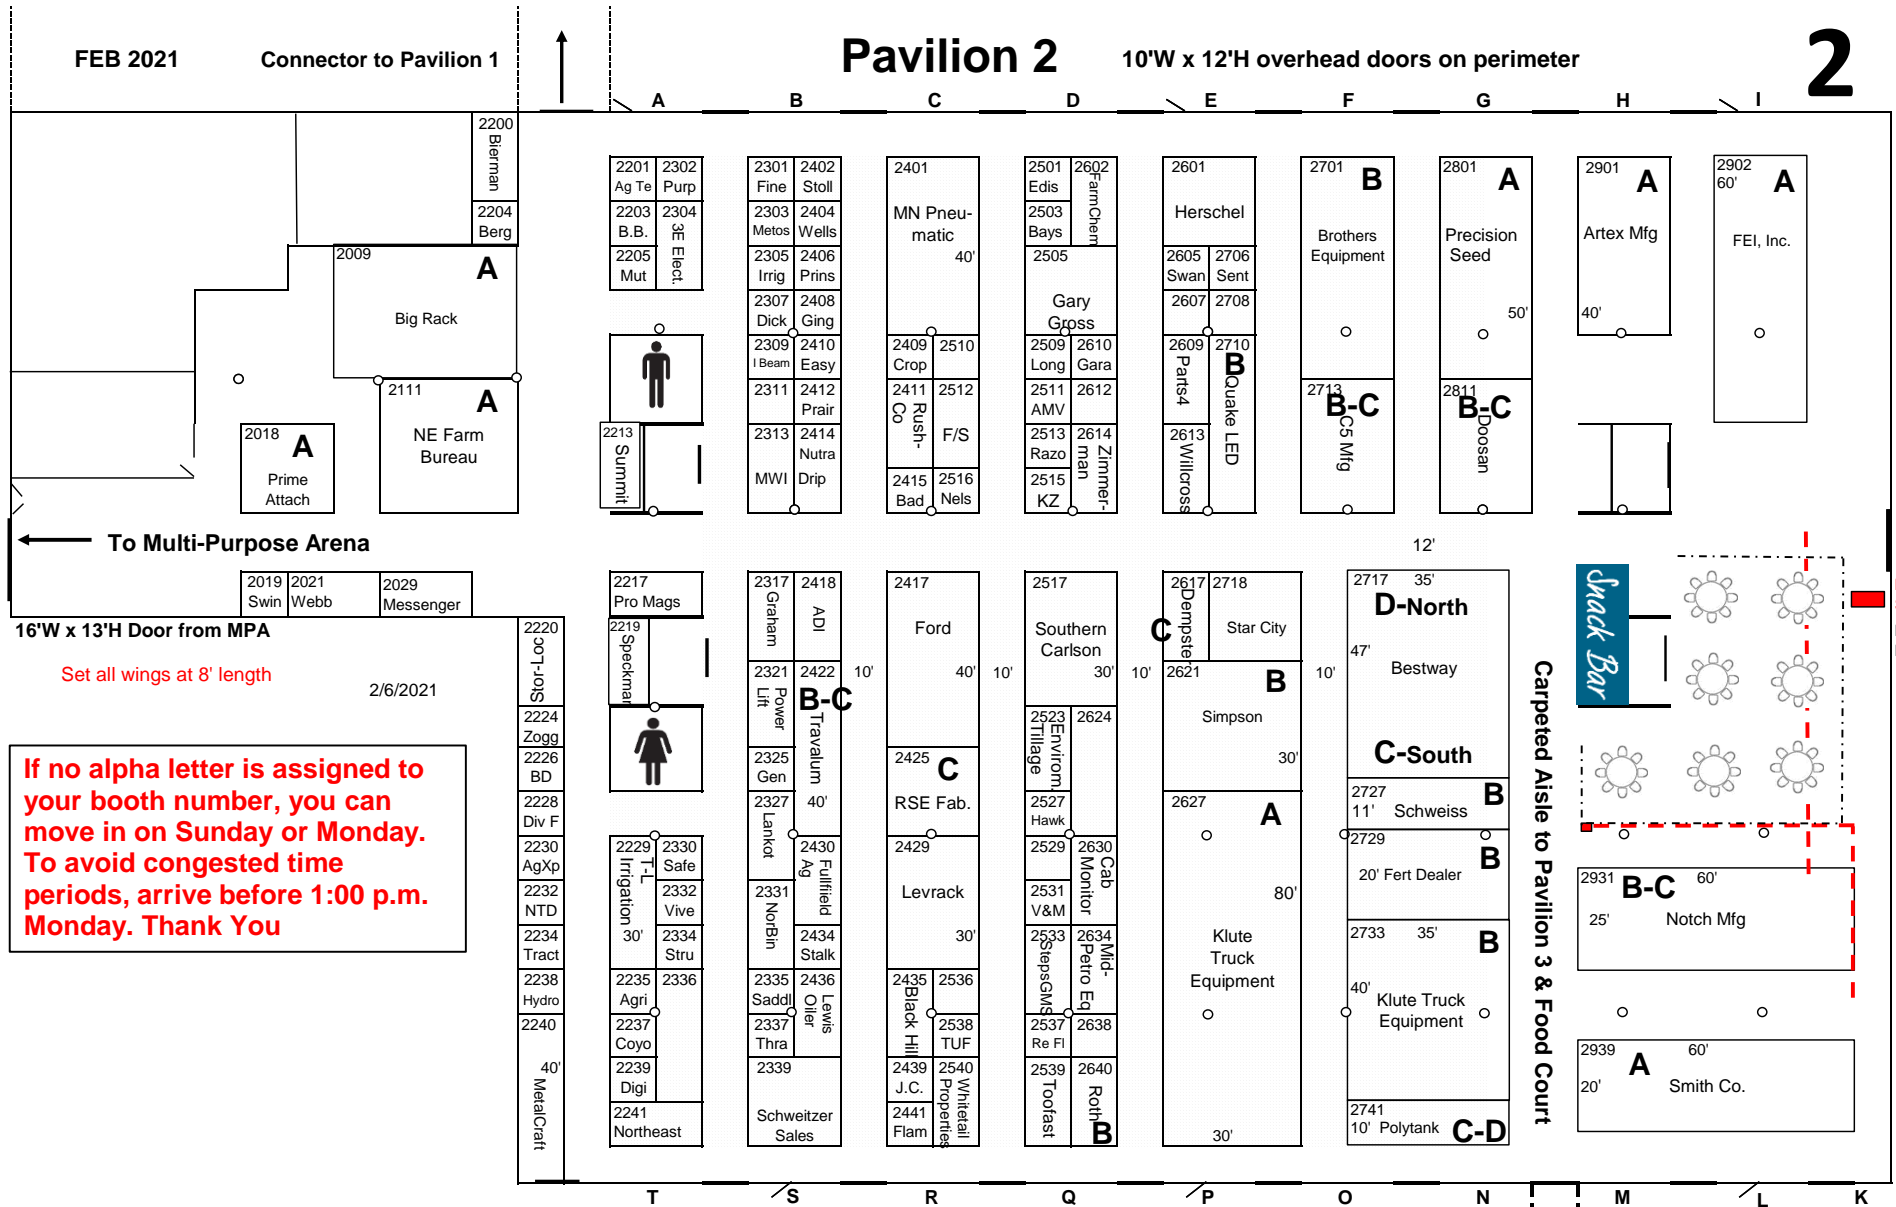 FEB 2021
Connector to Pavilion 1
Pavilion 2
10'W x 12'H overhead doors on perimeter
2
A B C D E F G H I
2200
Bierman
2204
Berg
2009
A
Big Rack
2111
A
NE Farm
Bureau
2018
A
Prime
Attach
To Multi-Purpose Arena
2019
Swin
2021
Webb
2029
Messenger
16'W x 13'H Door from MPA
Set all wings at 8' length
2/6/2021
If no alpha letter is assigned to
your booth number, you can
move in on Sunday or Monday.
To avoid congested time
periods, arrive before 1:00 p.m.
Monday. Thank You
2220
Stor-Loc
2224
Zogg
2226
BD
2228
Div F
2230
AgXp
2232
NTD
2234
Tract
2238
Hydro
2240
40'
MetalCraft
2201
Ag Te
2302
Purp
2203
B.B.
2304
3E Elect.
2205
Mut
2213
Summit
2217
Pro Mags
2219
Speckmar
2229
T-L
Irrigation
30'
2330
Safe
2332
Vive
2334
Stru
2235
Agri
2336
2237
Coyo
2239
Digi
2241
Northeast
2301
Fine
2402
Stoll
2303
Metos
2404
Wells
2305
Irrig
2406
Prins
2307
Dick
2408
Ging
2309
I Beam
2410
Easy
2311
2412
Prair
2313
MWI
2414
Nutra
Drip
2317
Graham
2418
ADI
2321
Power
Lift
2422
B-C
Travalum
40'
2325
Gen
2327
Lankot
2430
Fullfield
Ag
2331
NorBin
2434
Stalk
2335
Saddl
2436
Lewis
Oiler
2337
Thra
2339
Schweitzer
Sales
10'
2401
MN Pneu-
matic
40'
2409
Crop
2510
2411
Rush-
Co
2512
F/S
2415
Bad
2516
Nels
2417
Ford
40'
2425
C
RSE Fab.
2429
Levrack
30'
2435
Black Hill
2536
2538
TUF
2439
J.C.
2540
Whitetail
Properties
2441
Flam
10'
2501
Edis
2602
FarmChem
2503
Bays
2505
Gary
Gross
2509
Long
2610
Gara
2511
AMV
2612
2513
Razo
2614
Zimmer-
man
2515
KZ
2517
Southern
Carlson
30'
2523
Envirom.
Tillage
2624
2527
Hawk
2529
2630
Cab
Monitor
2531
V&M
2533
StepsGMS
2634
Mid-
Petro Eq
2537
Re Fl
2638
2539
Toofast
2640
Roth
B
10'
2601
Herschel
2605
Swan
2706
Sent
2607
2708
2609
Parts4
2710
B
Quake LED
2613
Willcross
2617
Dempste
C
2718
Star City
2621
B
Simpson
30'
2627
A
80'
Klute
Truck
Equipment
30'
10'
2701
B
Brothers
Equipment
2713
B-C
C5 Mfg
2801
A
Precision
Seed
50'
2811
B-C
Doosan
12'
2717
35'
D-North
47'
Bestway
C-South
2727
B
11'
Schweiss
2729
B
20' Fert Dealer
2733
35'
B
40'
Klute Truck
Equipment
2741
10' Polytank
C-D
Carpeted Aisle to Pavilion 3 & Food Court
2901
A
Artex Mfg
40'
2902
60'
A
FEI, Inc.
Snack Bar
2931
B-C
60'
25'
Notch Mfg
2939
A
60'
20'
Smith Co.
T S R Q P O N M L K